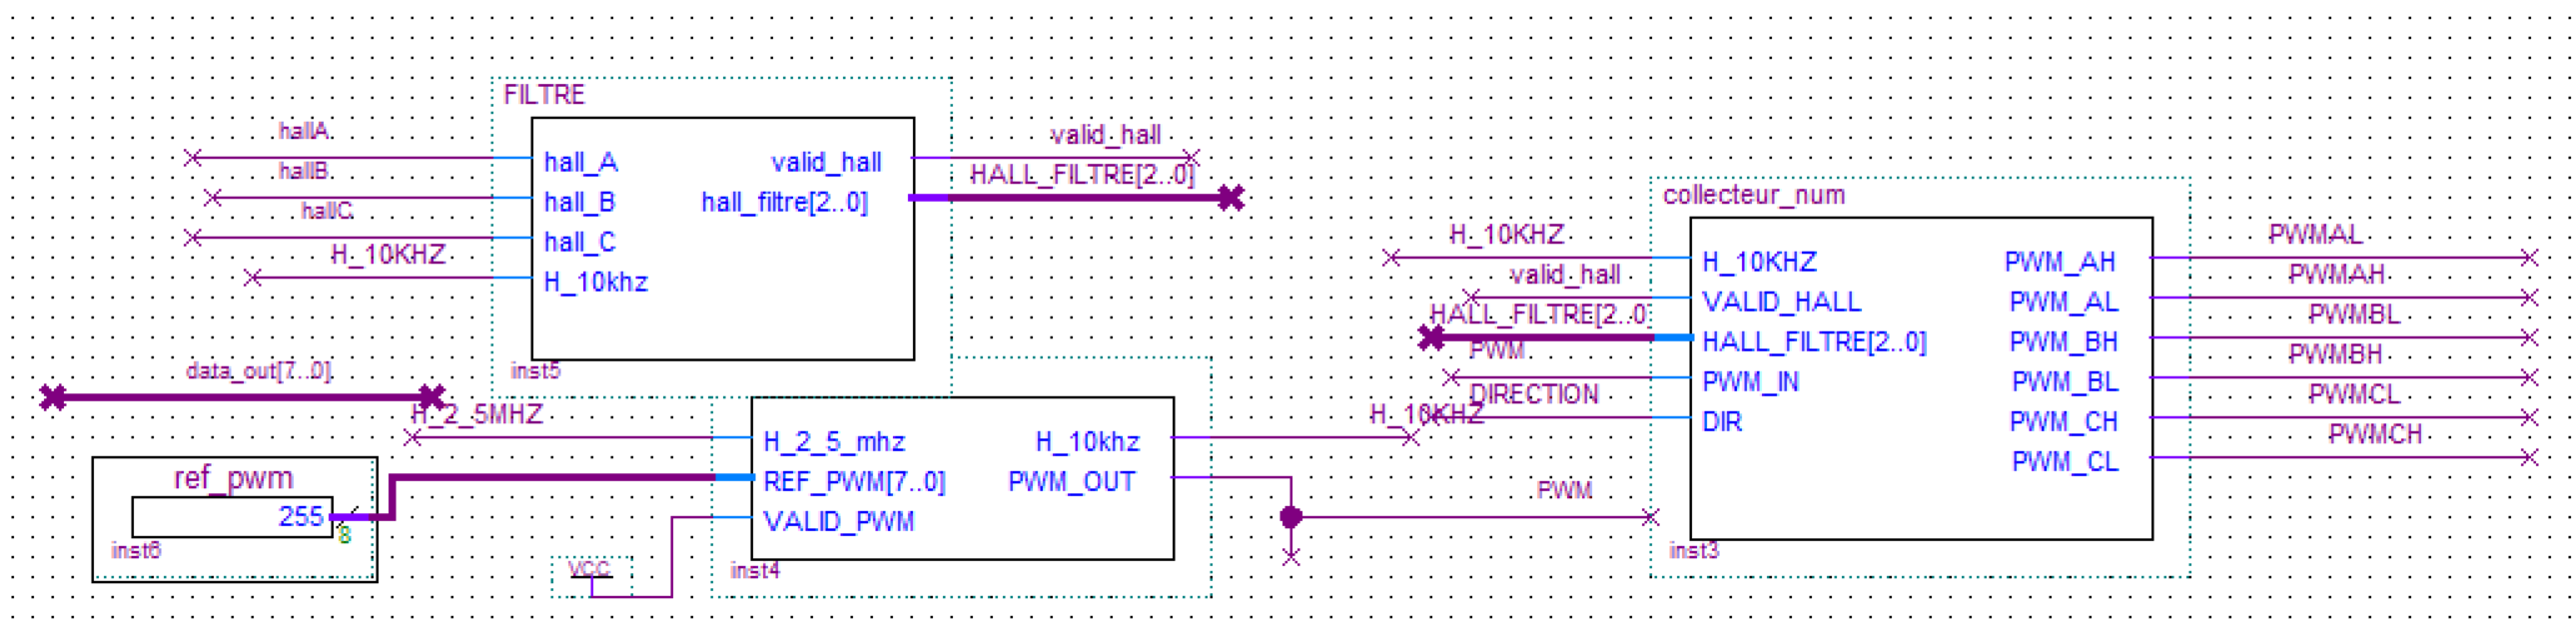 FILTRE
hallA
hall_A
valid_hall
valid_hall
hallB
hall_B
hall_filtre[2..0]
HALL_FILTRE[2..0]
hallC
hall_C
H_10KHZ
H_10khz
inst5
data_out[7..0]
H_2_5MHZ
H_2_5_mhz
H_10khz
H_10KHZ
REF_PWM[7..0]
PWM_OUT
PWM
VALID_PWM
inst4
ref_pwm
255
8
inst6
VCC
collecteur_num
H_10KHZ
H_10KHZ
PWM_AH
PWMAL
valid_hall
VALID_HALL
PWM_AL
PWMAH
HALL_FILTRE[2..0]
HALL_FILTRE[2..0]
PWM_BH
PWMBL
PWM
PWM_IN
PWM_BL
PWMBH
DIRECTION
DIR
PWM_CH
PWMCL
PWM_CL
PWMCH
inst3